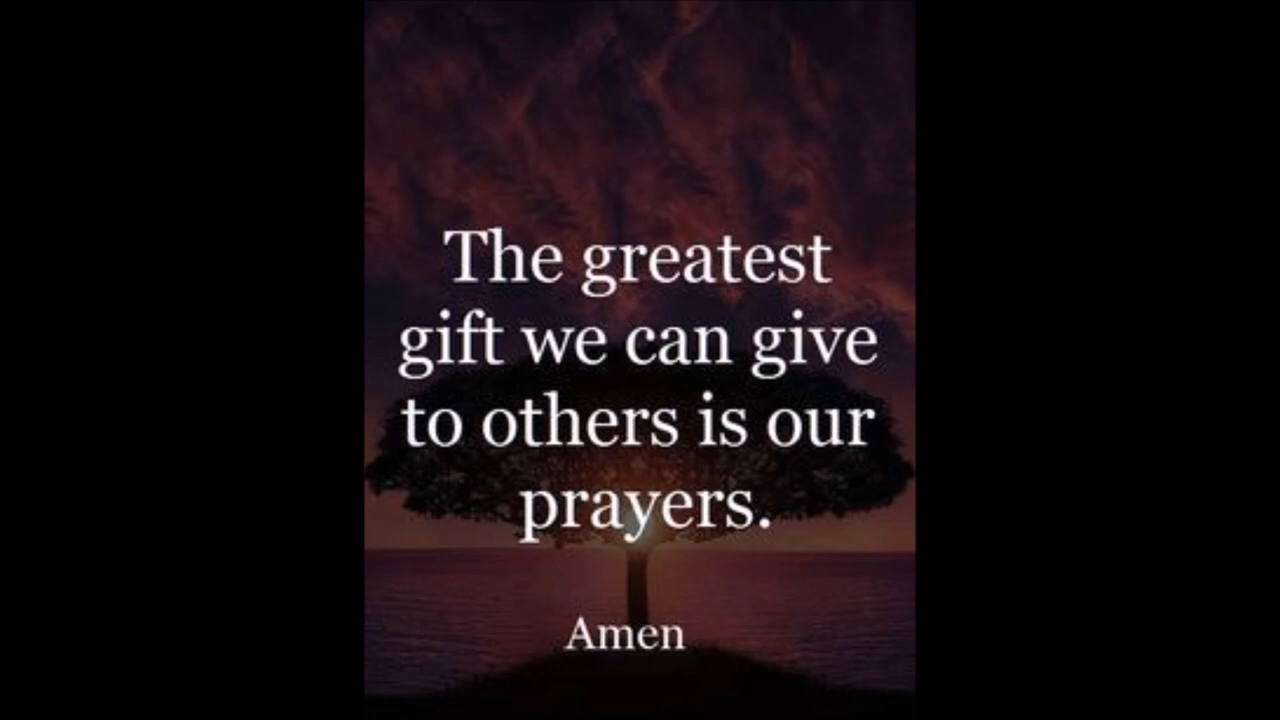 The greatest
gift we can give
to others is our
prayers.
Amen